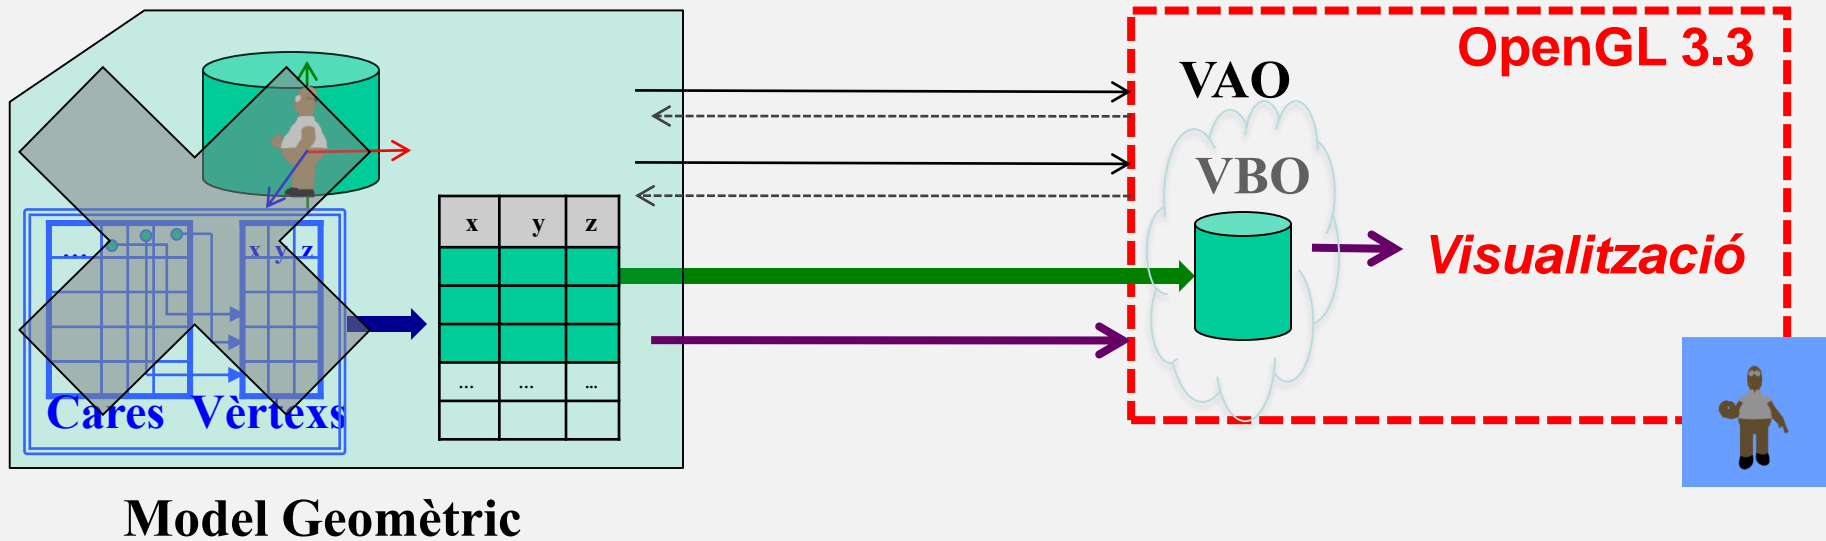 OpenGL 3.3
VAO
VBO
x y z
... x y z
Visualització
... ... ...
Cares Vèrtexs
Model Geomètric